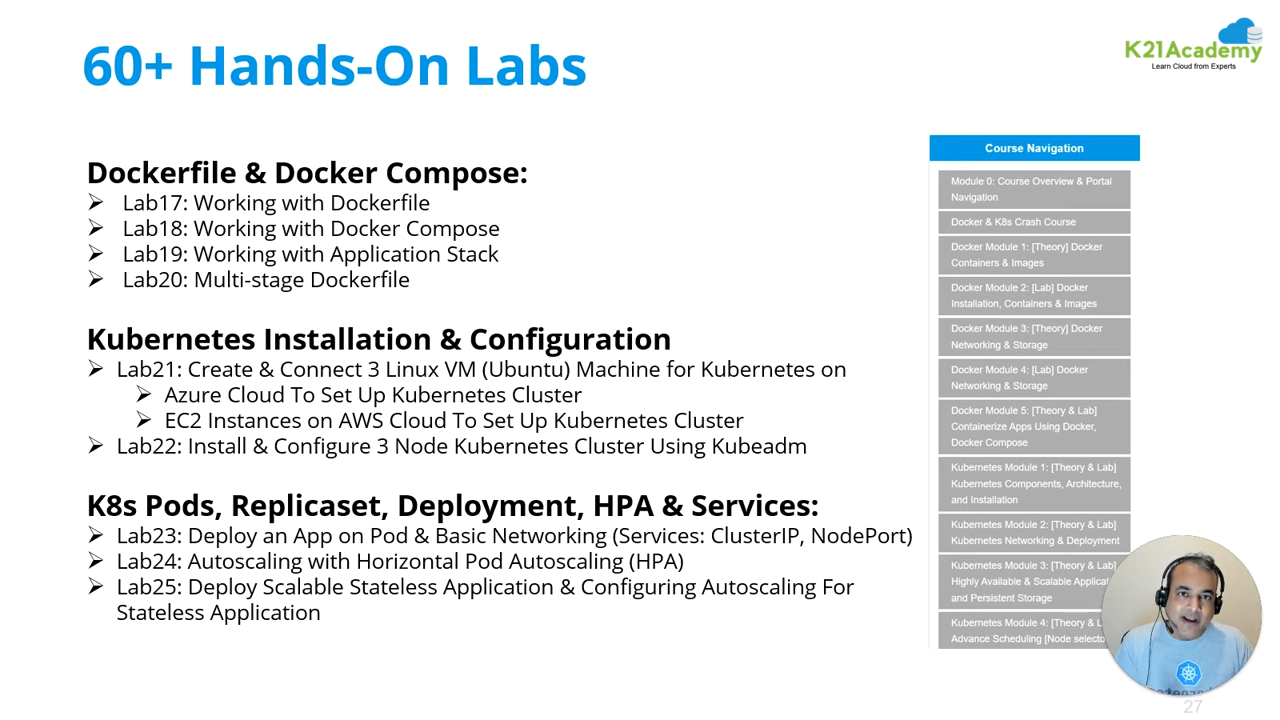 60+ Hands-On Labs
K21Academy
Learn Cloud from Experts
Dockerfile & Docker Compose:
Lab17: Working with Dockerfile
Lab18: Working with Docker Compose
Lab19: Working with Application Stack
Lab20: Multi-stage Dockerfile
Kubernetes Installation & Configuration
Lab21: Create & Connect 3 Linux VM (Ubuntu) Machine for Kubernetes on
Azure Cloud To Set Up Kubernetes Cluster
EC2 Instances on AWS Cloud To Set Up Kubernetes Cluster
Lab22: Install & Configure 3 Node Kubernetes Cluster Using Kubeadm
K8s Pods, Replicaset, Deployment, HPA & Services:
Lab23: Deploy an App on Pod & Basic Networking (Services: ClusterIP, NodePort)
Lab24: Autoscaling with Horizontal Pod Autoscaling (HPA)
Lab25: Deploy Scalable Stateless Application & Configuring Autoscaling For
Stateless Application
Course Navigation
Module 0: Course Overview & Portal
Navigation
Docker & K8s Crash Course
Docker Module 1: [Theory] Docker
Containers & Images
Docker Module 2: [Lab] Docker
Installation, Containers & Images
Docker Module 3: [Theory] Docker
Networking & Storage
Docker Module 4: [Lab] Docker
Networking & Storage
Docker Module 5: [Theory & Lab]
Containerize Apps Using Docker,
Docker Compose
Kubernetes Module 1: [Theory & Lab]
Kubernetes Components, Architecture,
and Installation
Kubernetes Module 2: [Theory & Lab]
Kubernetes Networking & Deployment
Kubernetes Module 3: [Theory & Lab]
Highly Available & Scalable
and Persistent Storage
Kubernetes Module 4: [Theory &
Advance Scheduling [Node
27